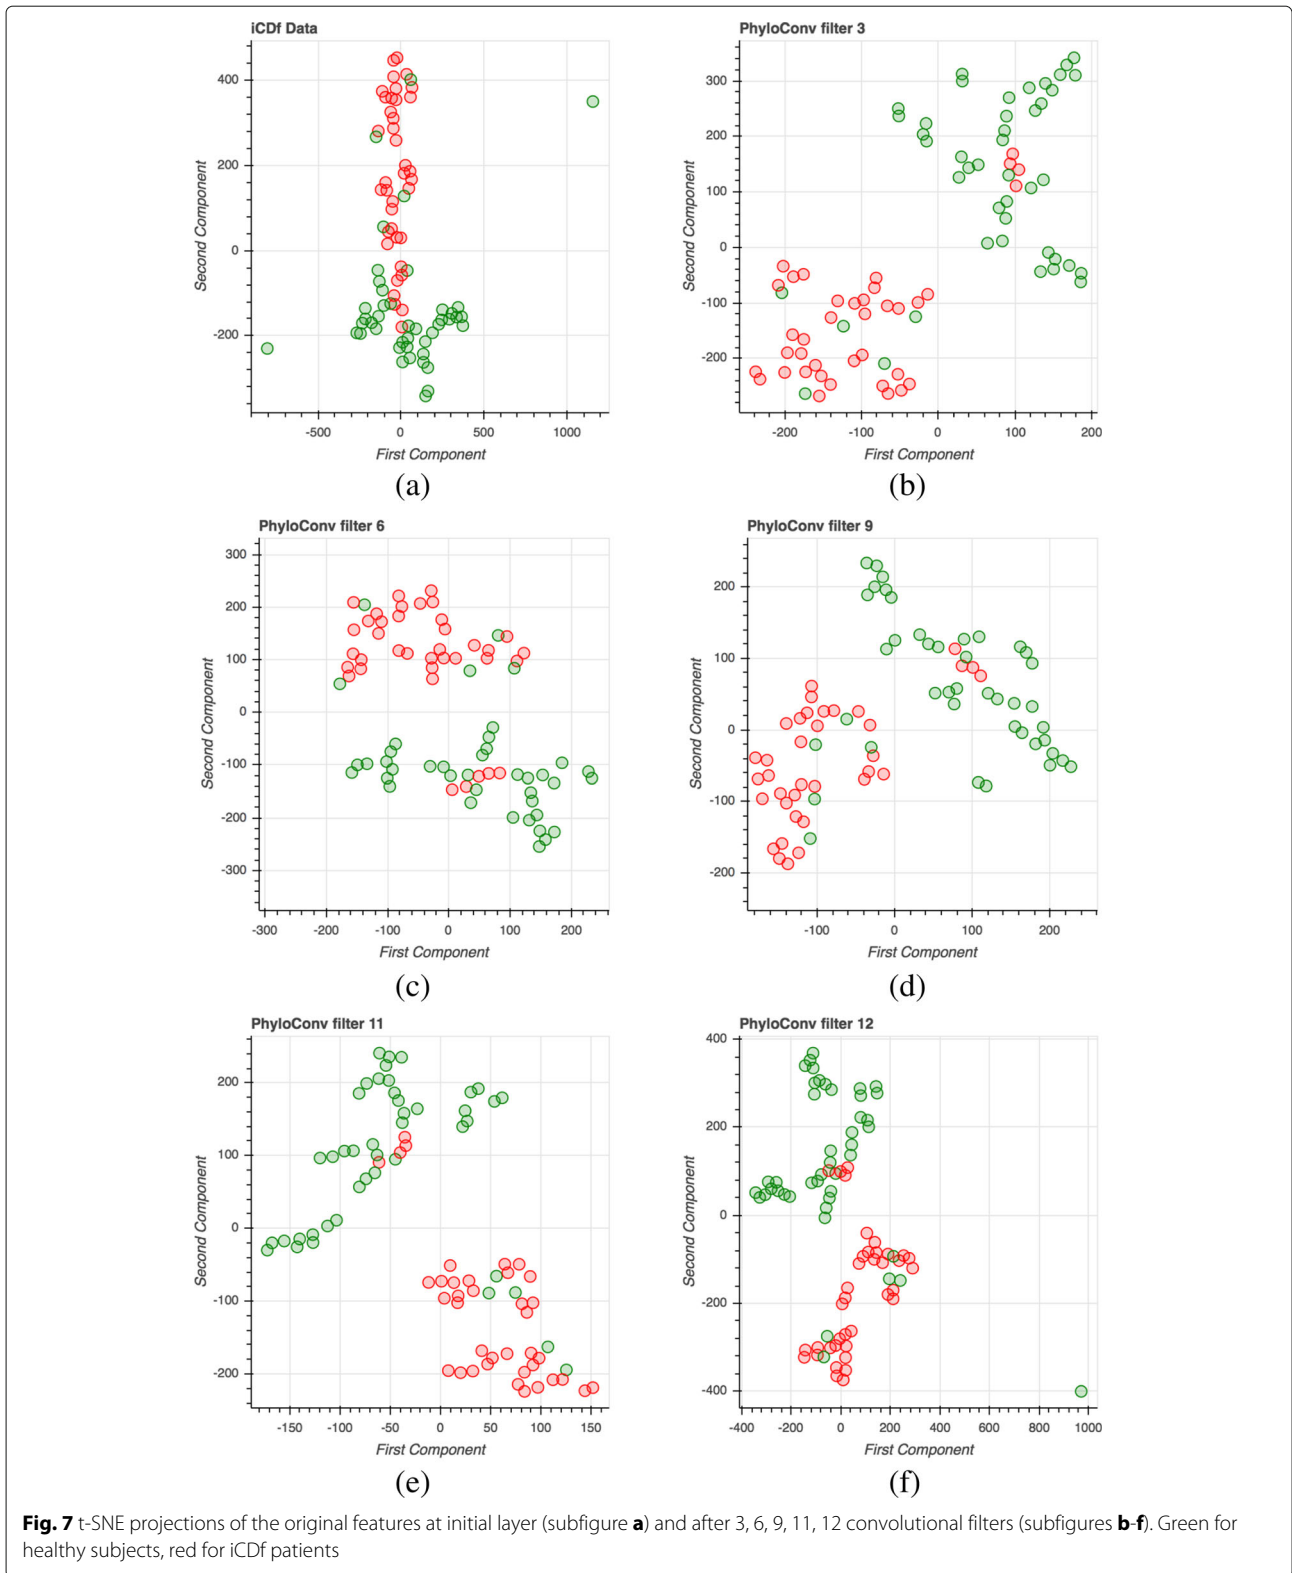 iCDf Data
Second Component
400
200
0
-200
-500
0
500
1000
First Component
(a)
PhyloConv filter 3
Second Component
300
200
100
0
-100
-200
-200
-100
0
100
200
First Component
(b)
PhyloConv filter 6
Second Component
300
200
100
0
-100
-200
-300
-300
-200
-100
0
100
200
First Component
(c)
PhyloConv filter 9
Second Component
200
100
0
-100
-200
-100
0
100
200
First Component
(d)
PhyloConv filter 11
Second Component
200
100
0
-100
-200
-150
-100
-50
0
50
100
150
First Component
(e)
PhyloConv filter 12
Second Component
400
200
0
-200
-400
-400
-200
0
200
400
600
800
1000
First Component
(f)
Fig. 7 t-SNE projections of the original features at initial layer (subfigure a) and after 3, 6, 9, 11, 12 convolutional filters (subfigures b-f). Green for
healthy subjects, red for iCDf patients